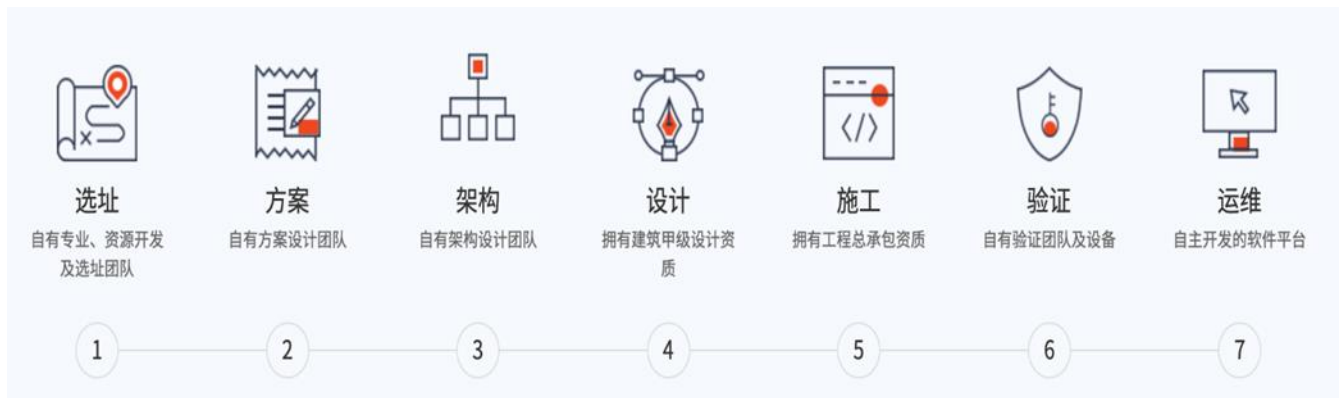 选址
自有专业、资源开发
及选址团队
方案
自有方案设计团队
架构
自有架构设计团队
设计
拥有建筑甲级设计资
质
施工
拥有工程总承包资质
验证
自有验证团队及设备
运维
自主开发的软件平台
1
2
3
4
5
6
7